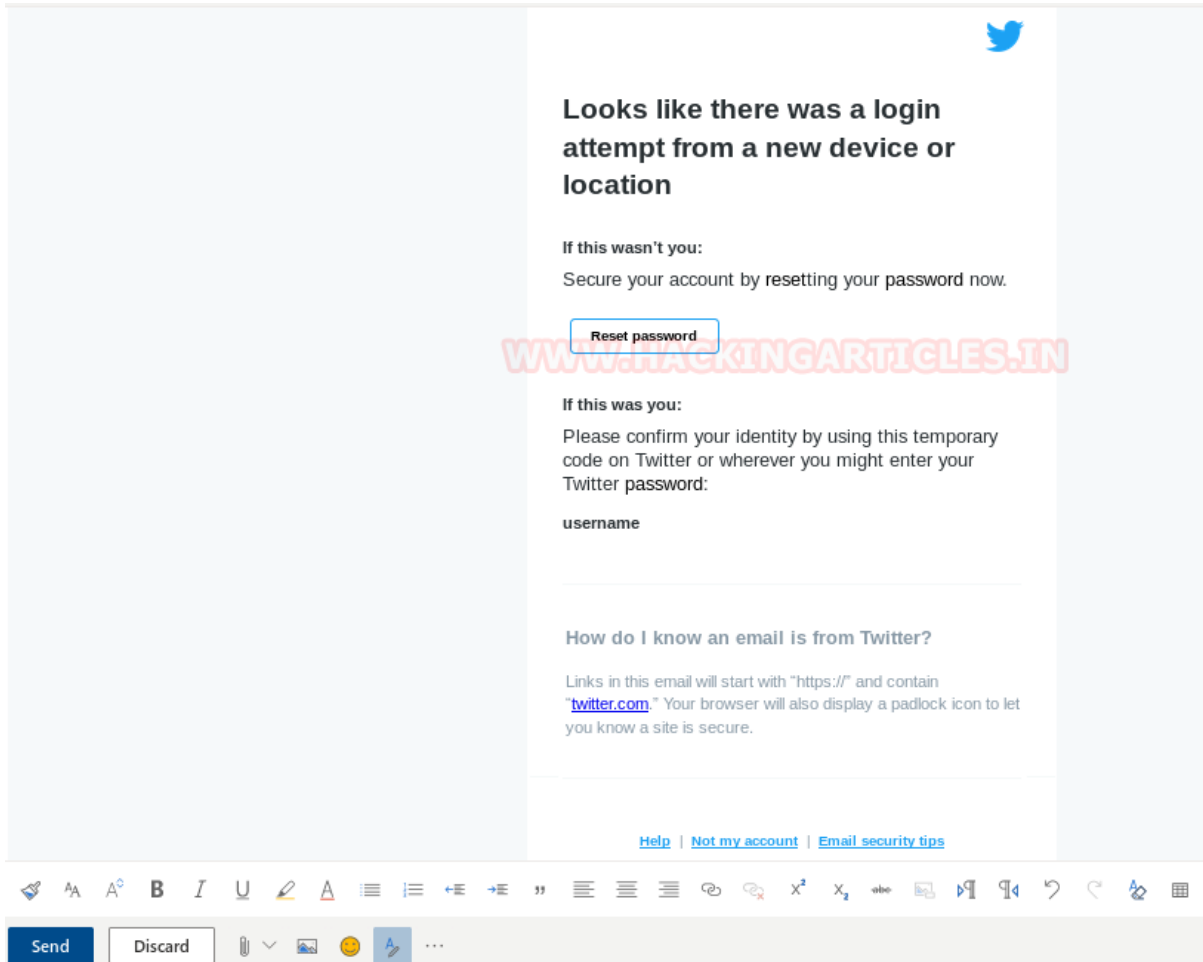 Looks like there was a login
attempt from a new device or
location
If this wasn't you:
Secure your account by resetting your password now.
Reset password
WWW.HACKINGARTICLES.IN
If this was you:
Please confirm your identity by using this temporary
code on Twitter or wherever you might enter your
Twitter password:
username
How do I know an email is from Twitter?
Links in this email will start with “https://” and contain
“twitter.com.” Your browser will also display a padlock icon to let
you know a site is secure.
Help | Not my account | Email security tips
Send Discard